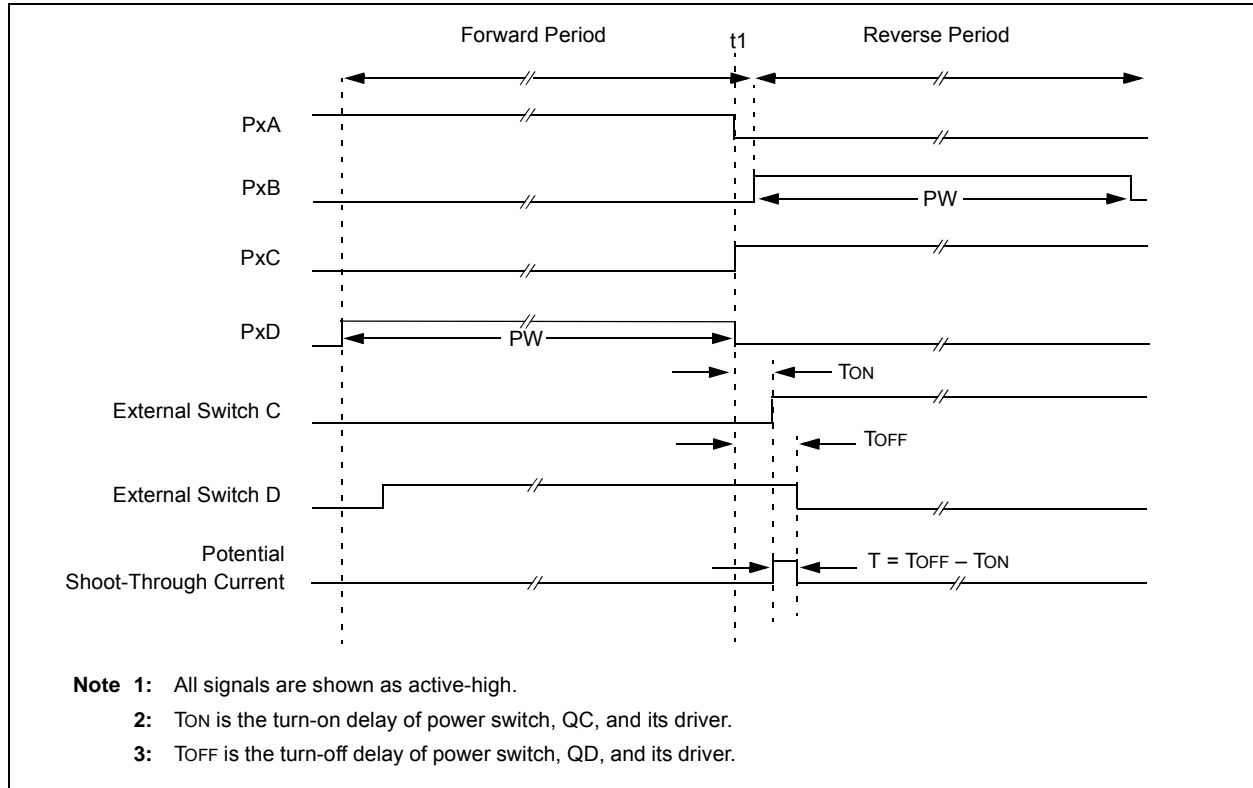 Forward Period
t1
Reverse Period
PxA
PxB
PW
PxC
PxD
PW
TON
External Switch C
TOFF
External Switch D
Potential
Shoot-Through Current
T = TOFF – TON
Note 1: All signals are shown as active-high.
2: TON is the turn-on delay of power switch, QC, and its driver.
3: TOFF is the turn-off delay of power switch, QD, and its driver.